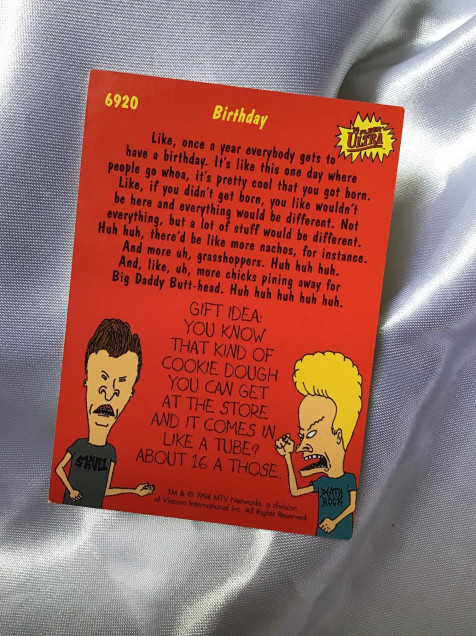 6920
Birthday
FLEER
ULTRA
Like, once a year everybody gets to
have a birthday. It's like this one day where
people go whoa, it's pretty cool that you got born.
Like, if you didn't get born, you like wouldn't
be here and everything would be different. Not
everything, but a lot of stuff would be different.
Huh huh, there'd be like more nachos, for instance.
And more uh, grasshoppers. Huh huh huh.
And, like, uh, more chicks pining away for
Big Daddy Butt-head. Huh huh huh huh huh.
GIFT IDEA:
YOU KNOW
THAT KIND OF
COOKIE DOUGH
YOU CAN GET
AT THE STORE
AND IT COMES IN
LIKE A TUBE?
ABOUT 16 A THOSE.
SKULL
DEATH
ROCK
TM & © 1994 MTV Networks, a division
of Viacom International Inc. All Rights Reserved.